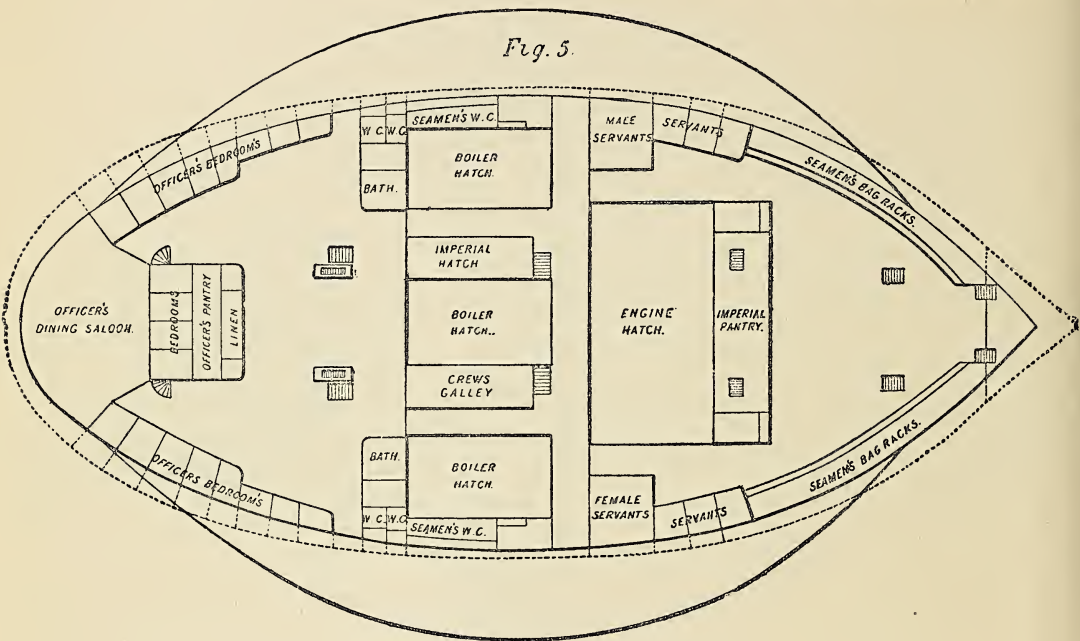 Fig. 5.
SEAMEN'S W.C.
W.C.
W.C.
MALE
SERVANTS
SERVANTS
OFFICER'S BEDROOM'S
BOILER
HATCH.
SEAMEN'S BAG RACKS.
BATH.
IMPERIAL
HATCH
OFFICER'S
DINING SALOON.
BEDROOMS
OFFICER'S PANTRY
LINEN
BOILER
HATCH..
ENGINE
HATCH.
IMPERIAL
PANTRY.
CREWS
GALLEY
BATH.
OFFICERS BEDROOM'S
BOILER
HATCH.
SEAMEN'S BAG RACKS.
FEMALE
SERVANTS
SERVANTS
W.C.
W.C.
SEAMEN'S W.C.